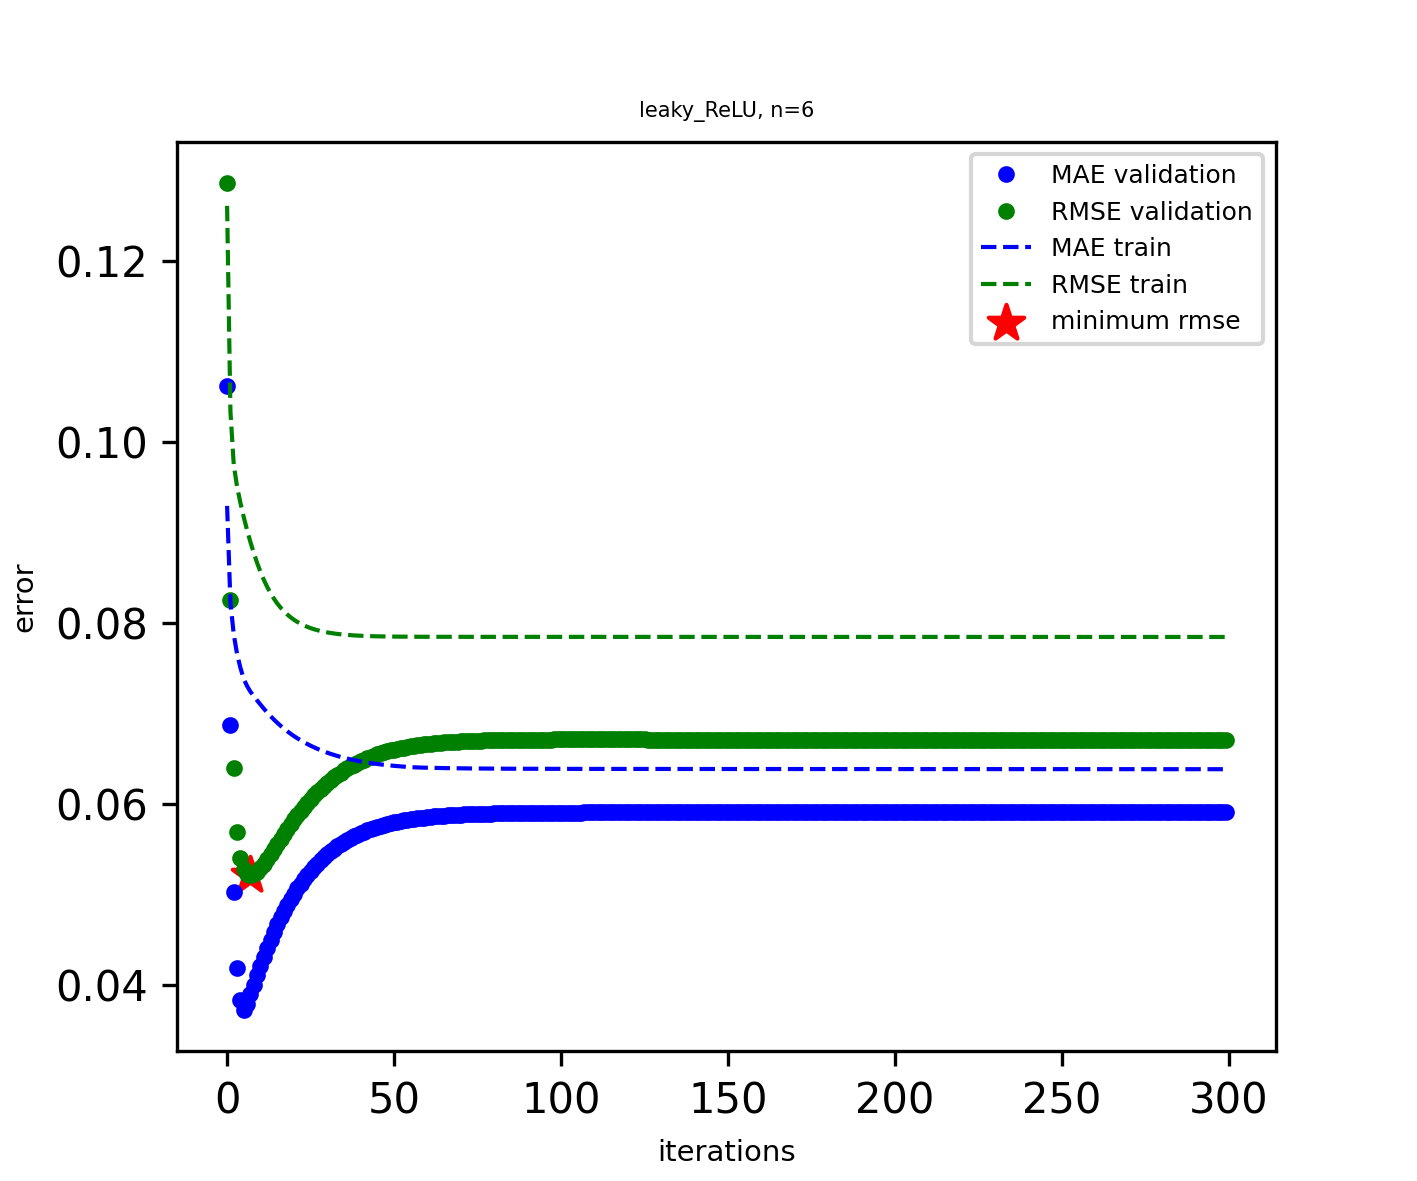 leaky_ReLU, n=6
MAE validation
RMSE validation
MAE train
RMSE train
minimum rmse
error
0.12
0.10
0.08
0.06
0.04
0 50 100 150 200 250 300
iterations